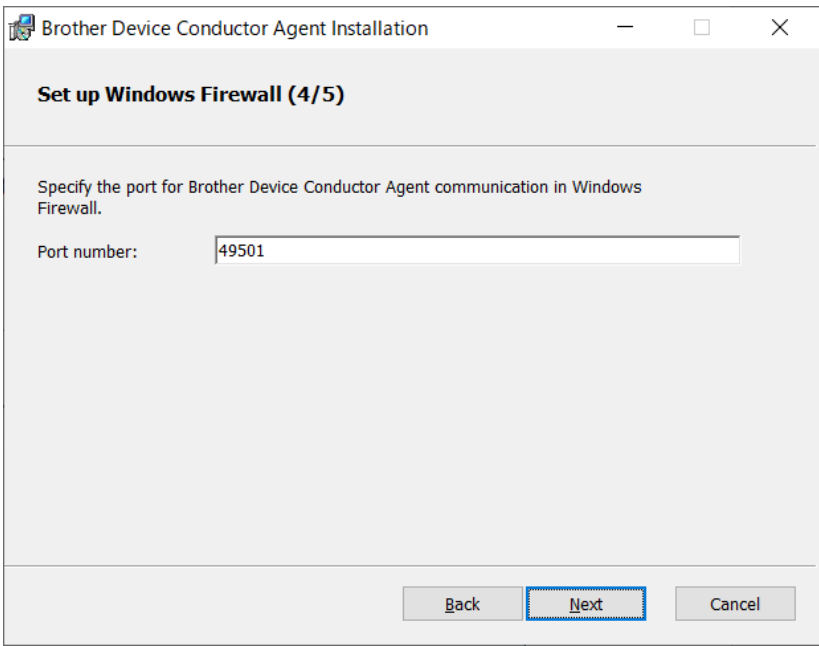 Brother Device Conductor Agent Installation
Set up Windows Firewall (4/5)
Specify the port for Brother Device Conductor Agent communication in Windows
Firewall.
Port number:
49501
Back
Next
Cancel